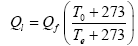 Q_i = Q_f ( (T_0 + 273) / (T_e + 273) )